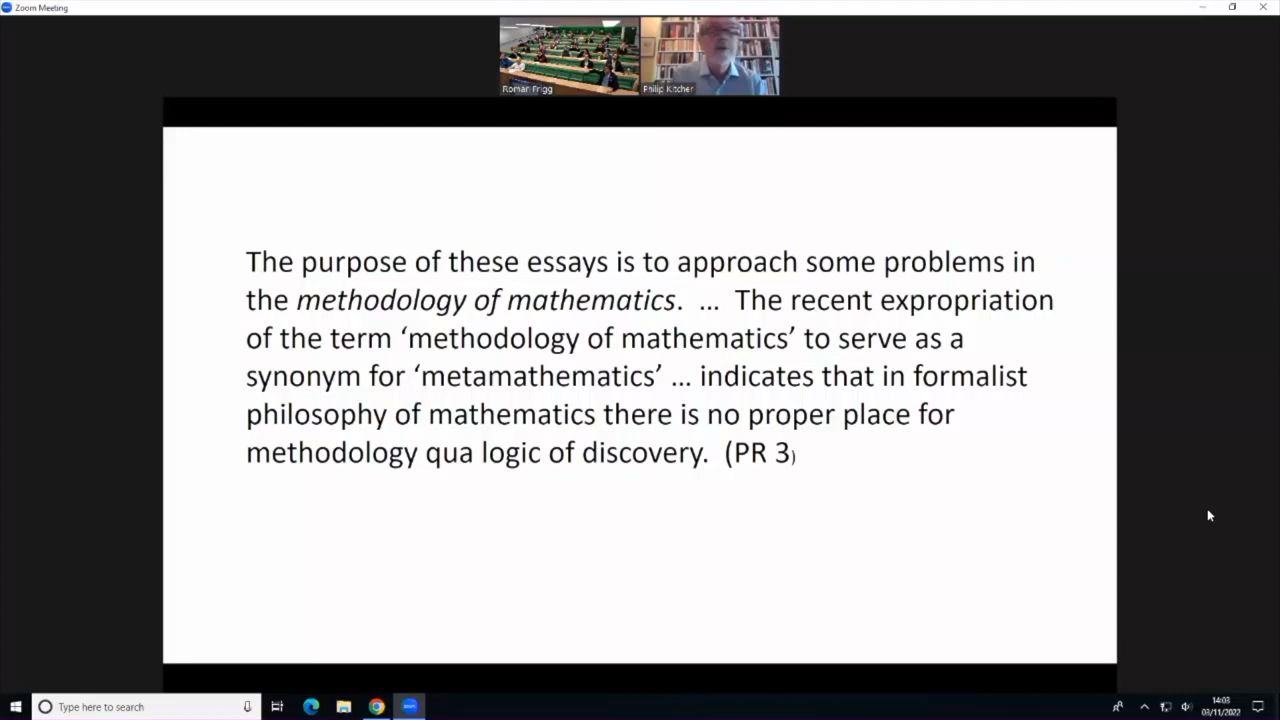 Zoom Meeting
Roman Frigg
Philip Kitcher
The purpose of these essays is to approach some problems in
the methodology of mathematics. … The recent expropriation
of the term ‘methodology of mathematics’ to serve as a
synonym for ‘metamathematics’ … indicates that in formalist
philosophy of mathematics there is no proper place for
methodology qua logic of discovery. (PR 3)
Type here to search
14:03
03/11/2022